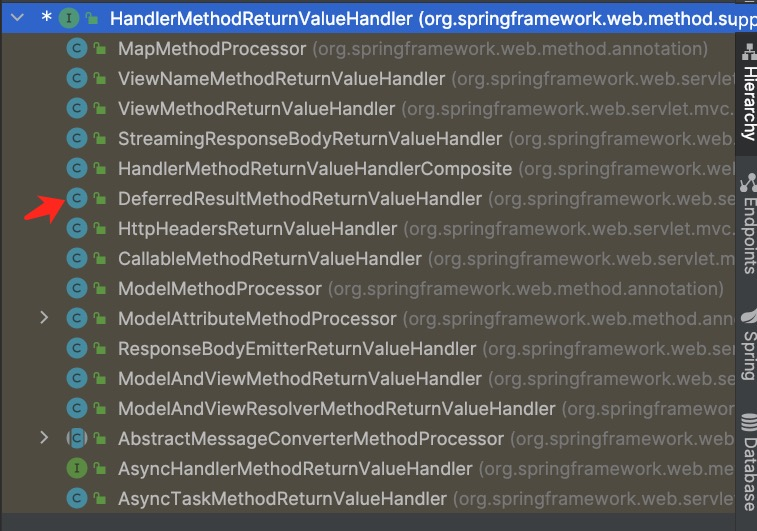 * I HandlerMethodReturnValueHandler (org.springframework.web.method.supp
C MapMethodProcessor (org.springframework.web.method.annotation)
C ViewNameMethodReturnValueHandler (org.springframework.web.servlet
C ViewMethodReturnValueHandler (org.springframework.web.servlet.mvc.
C StreamingResponseBodyReturnValueHandler (org.springframework.web.
C HandlerMethodReturnValueHandlerComposite (org.springframework.web
C DeferredResultMethodReturnValueHandler (org.springframework.web.se
C HttpHeadersReturnValueHandler (org.springframework.web.servlet.mvc.
C CallableMethodReturnValueHandler (org.springframework.web.servlet.m
C ModelMethodProcessor (org.springframework.web.method.annotation)
C ModelAttributeMethodProcessor (org.springframework.web.method.ann
C ResponseBodyEmitterReturnValueHandler (org.springframework.web.ser
C ModelAndViewMethodReturnValueHandler (org.springframework.web.se
C ModelAndViewResolverMethodReturnValueHandler (org.springframewor
C AbstractMessageConverterMethodProcessor (org.springframework.web
I AsyncHandlerMethodReturnValueHandler (org.springframework.web.me
C AsyncTaskMethodReturnValueHandler (org.springframework.web.servlet
Hierarchy
Endpoints
Spring
Database